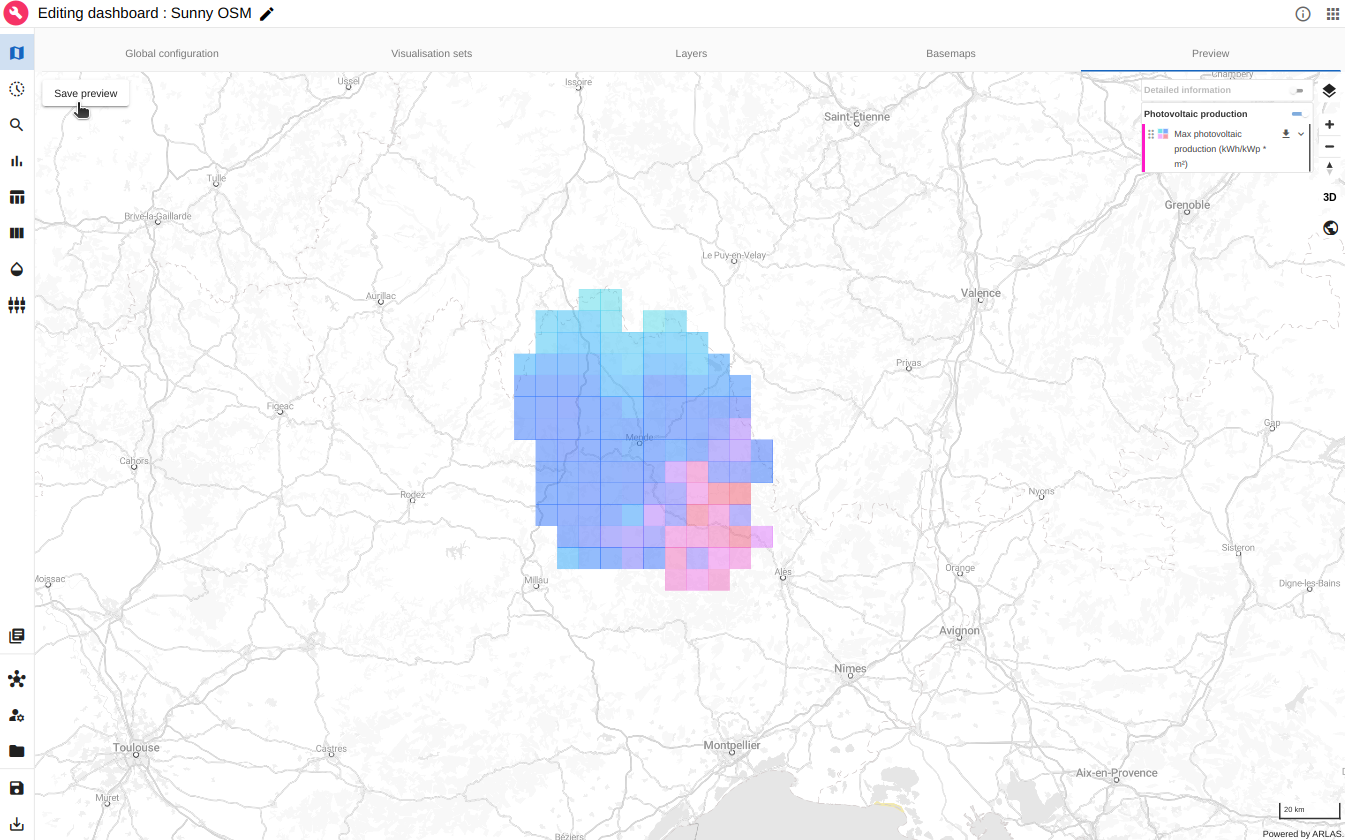 Editing dashboard : Sunny OSM
Global configuration
Visualisation sets
Layers
Basemaps
Preview
Save preview
Ussel
Issoire
Chambéry
Detailed information
Photovoltaic production
Max photovoltaic
production (kWh/kWp *
m²)
3D
Saint-Étienne
Tulle
Brive-la-Gaillarde
Grenoble
Le Puy-en-Velay
Aurillac
Valence
Privas
Figeac
Gap
Mende
Cahors
Rodez
Nyons
Sisteron
Moissac
Millau
Alès
Orange
Digne-les-Bains
Avignon
Nîmes
Toulouse
Castres
Montpellier
Aix-en-Provence
Muret
20 km
Béziers
Powered by ARLAS.